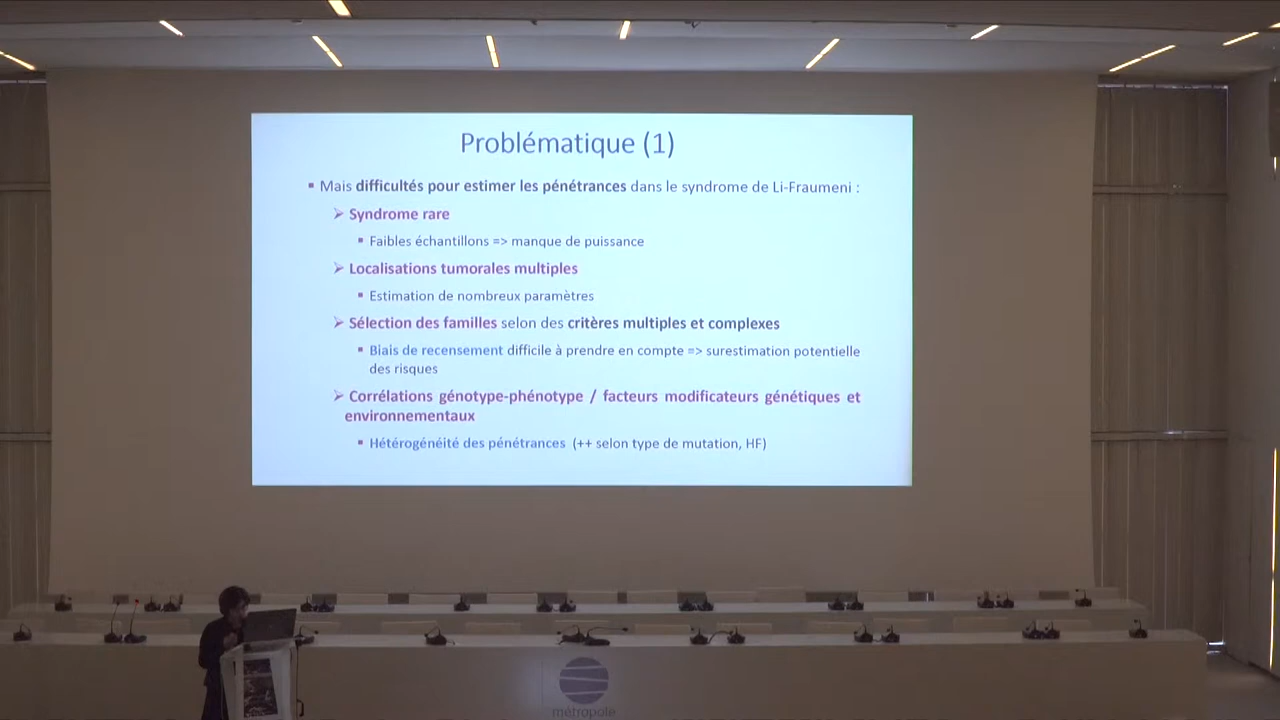 Problématique (1)
▪ Mais difficultés pour estimer les pénétrances dans le syndrome de Li-Fraumeni :
➢ Syndrome rare
▪ Faibles échantillons => manque de puissance
➢ Localisations tumorales multiples
▪ Estimation de nombreux paramètres
➢ Sélection des familles selon des critères multiples et complexes
▪ Biais de recensement difficile à prendre en compte => surestimation potentielle
des risques
➢ Corrélations génotype-phénotype / facteurs modificateurs génétiques et
environnementaux
▪ Hétérogénéité des pénétrances (++ selon type de mutation, HF)
métropole